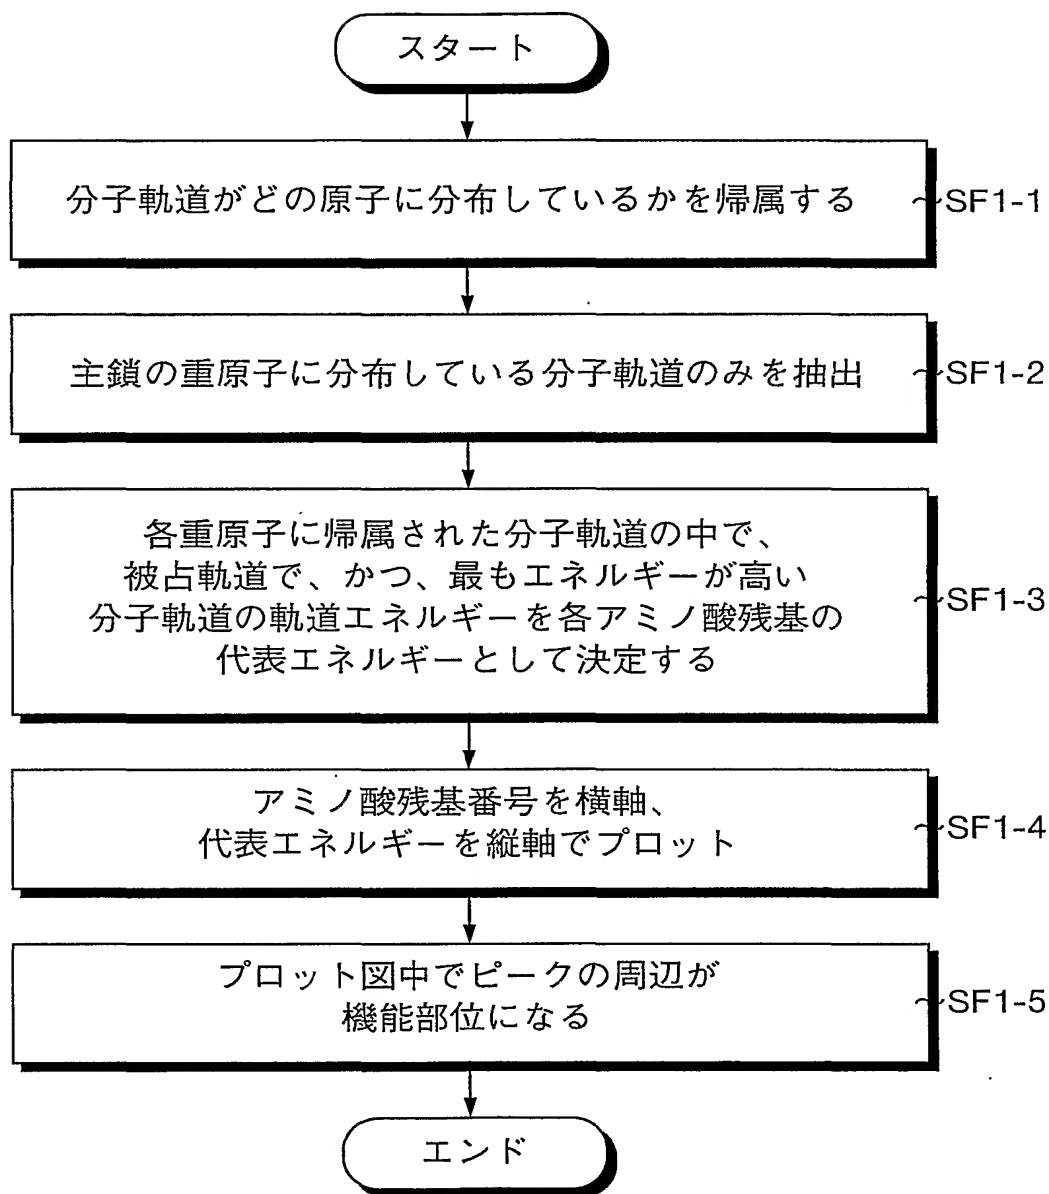 スタート
分子軌道がどの原子に分布しているかを帰属する
SF1-1
主鎖の重原子に分布している分子軌道のみを抽出
SF1-2
各重原子に帰属された分子軌道の中で、
被占軌道で、かつ、最もエネルギーが高い
分子軌道の軌道エネルギーを各アミノ酸残基の
代表エネルギーとして決定する
SF1-3
アミノ酸残基番号を横軸、
代表エネルギーを縦軸でプロット
SF1-4
プロット図中でピークの周辺が
機能部位になる
SF1-5
エンド